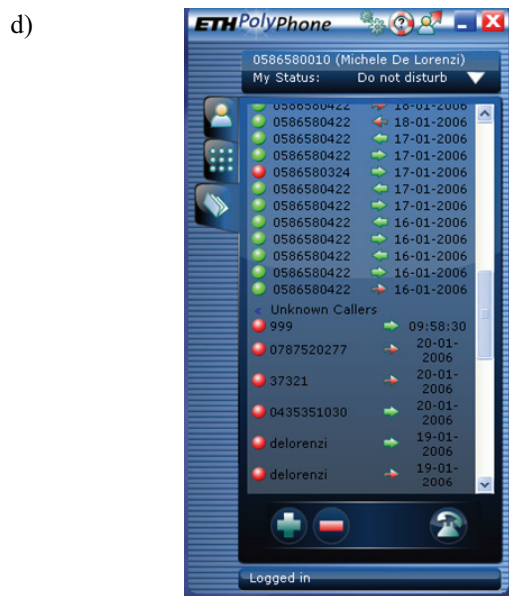 d)
ETH PolyPhone
0586580010 (Michele De Lorenzi)
My Status: Do not disturb
0586580422 18-01-2006
0586580422 18-01-2006
0586580422 17-01-2006
0586580422 17-01-2006
0586580324 17-01-2006
0586580422 17-01-2006
0586580422 17-01-2006
0586580422 16-01-2006
0586580422 16-01-2006
0586580422 16-01-2006
0586580422 16-01-2006
0586580422 16-01-2006
« Unknown Callers
999 09:58:30
0787520277 20-01-
2006
37321 20-01-
2006
0435351030 20-01-
2006
delorenzi 19-01-
2006
delorenzi 19-01-
2006
Logged in